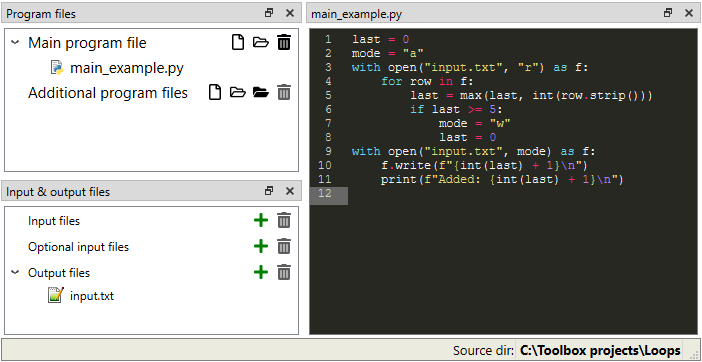 Program files
Main program file
main_example.py
Additional program files
Input & output files
Input files
Optional input files
Output files
input.txt
main_example.py
1 last = 0
2 mode = "a"
3 with open("input.txt", "r") as f:
4     for row in f:
5         last = max(last, int(row.strip()))
6         if last >= 5:
7             mode = "w"
8             last = 0
9 with open("input.txt", mode) as f:
10     f.write(f"{int(last) + 1}\n")
11     print(f"Added: {int(last) + 1}\n")
12
Source dir: C:\Toolbox projects\Loops